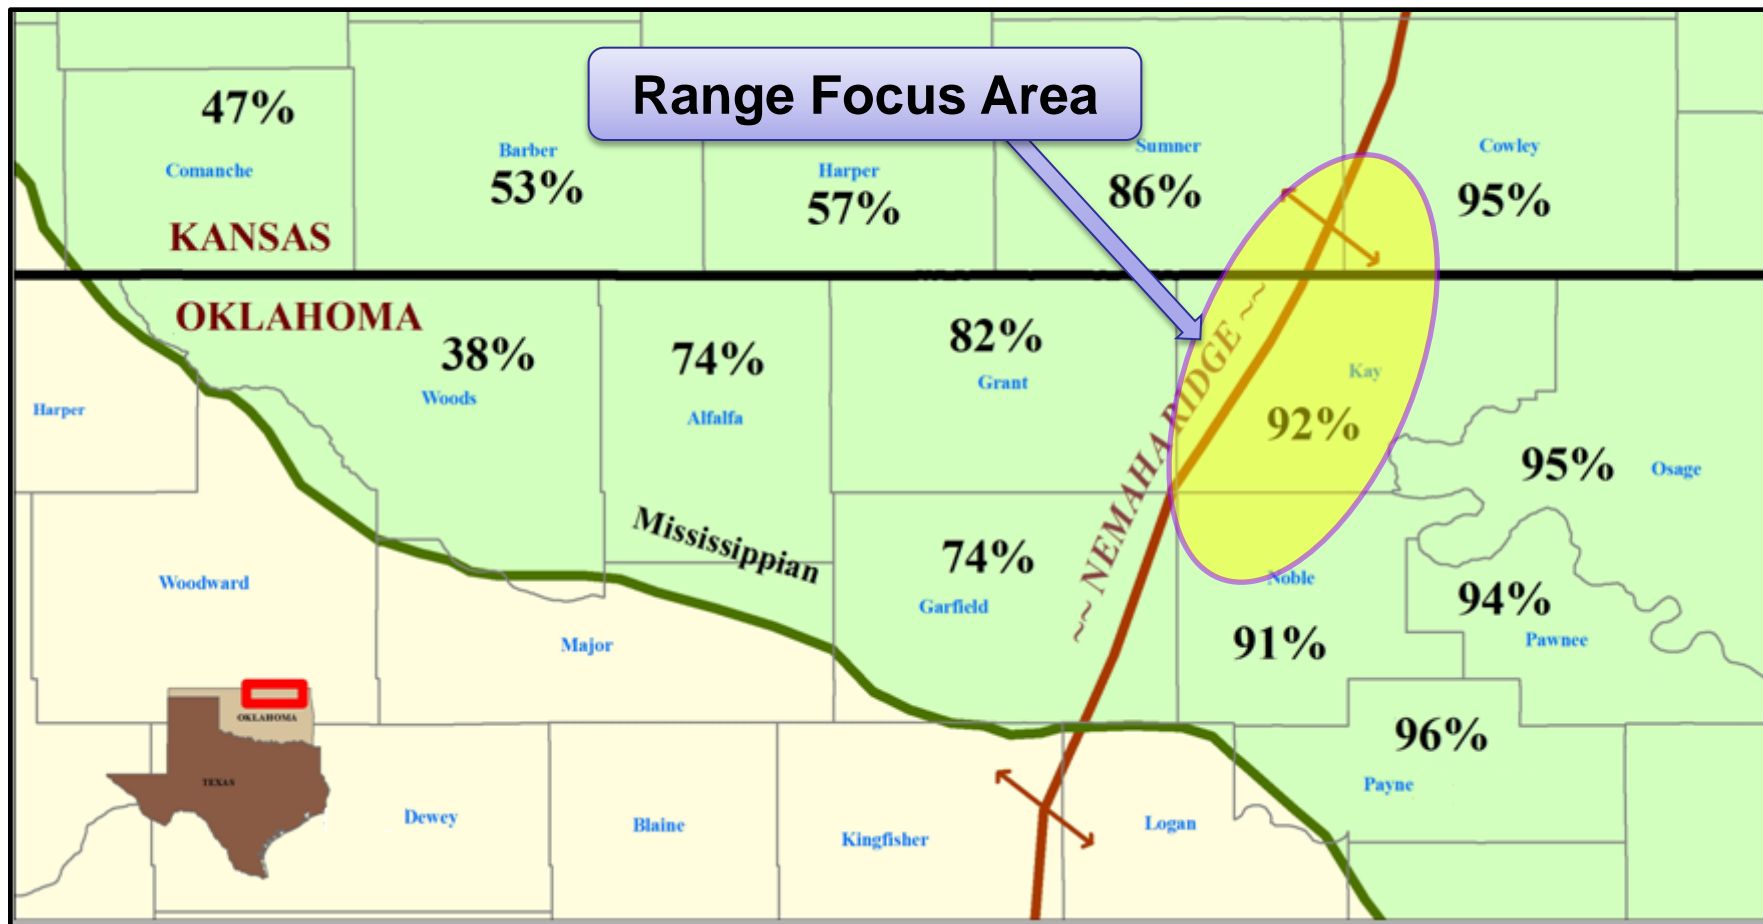 Range Focus Area
47%
Comanche
Barber
53%
Harper
57%
Sumner
86%
Cowley
95%
KANSAS
OKLAHOMA
38%
Woods
74%
Alfalfa
82%
Grant
Kay
92%
~~ NEMAHA RIDGE ~~
Harper
95%
Osage
Mississippian
74%
Garfield
Woodward
Noble
91%
94%
Pawnee
Major
96%
Payne
OKLAHOMA
TEXAS
Dewey
Blaine
Kingfisher
Logan